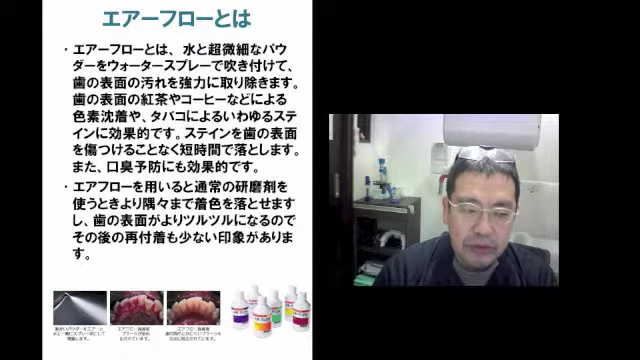 エアーフローとは
・エアーフローとは、水と超微細なパウ
ダーをウォータースプレーで吹き付けて、
歯の表面の汚れを強力に取り除きます。
歯の表面の紅茶やコーヒーなどによる
色素沈着や、タバコによるいわゆるステ
インに効果的です。ステインを歯の表面
を傷つけることなく短時間で落とします。
また、口臭予防にも効果的です。
・エアフローを用いると通常の研磨剤を
使うときより隅々まで着色を落とせます
し、歯の表面がよりツルツルになるので
その後の再付着も少ない印象がありま
す。